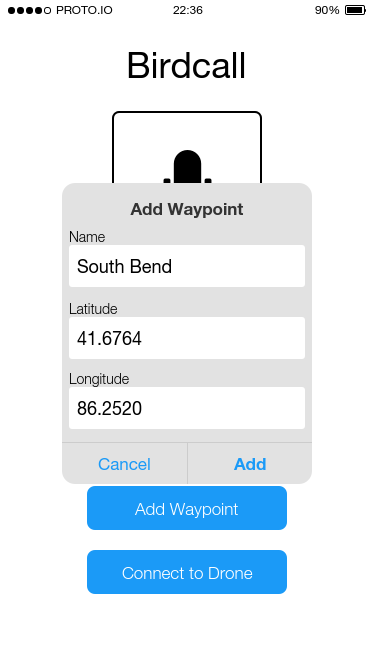 PROTO.IO 22:36 90%
Birdcall
Add Waypoint
Name
South Bend
Latitude
41.6764
Longitude
86.2520
Cancel Add
Add Waypoint
Connect to Drone